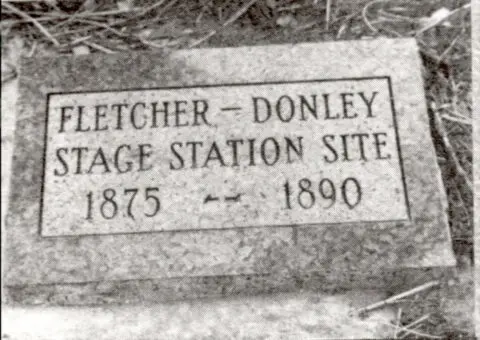 FLETCHER – DONLEY
STAGE STATION SITE
1875 -- 1890